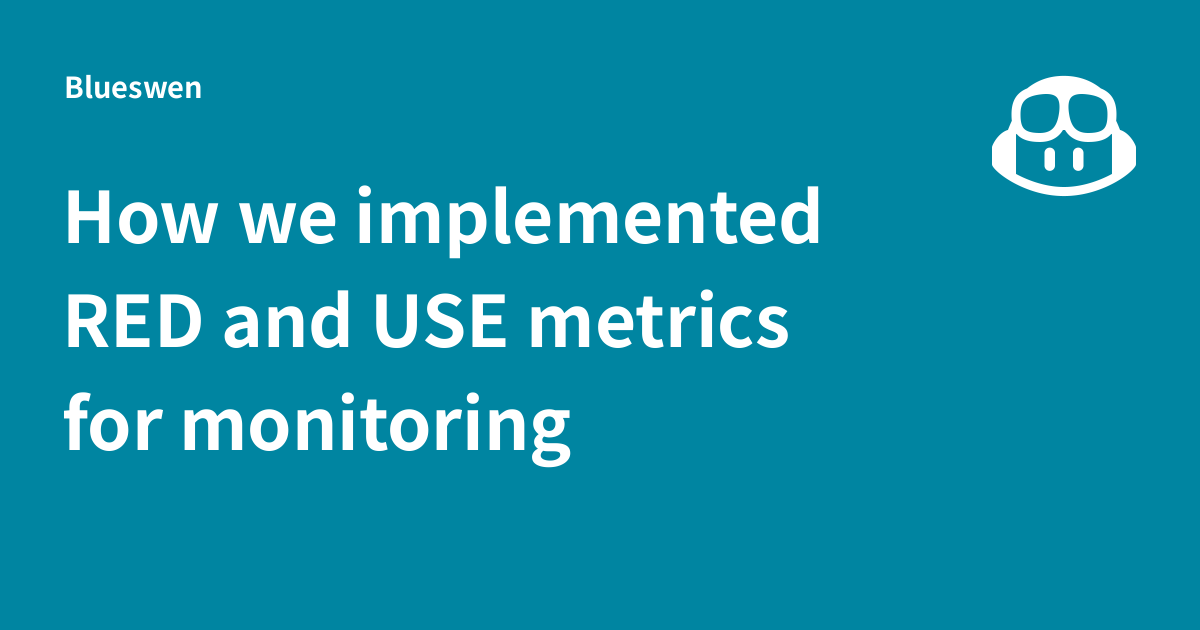 Blueswen
How we implemented
RED and USE metrics
for monitoring